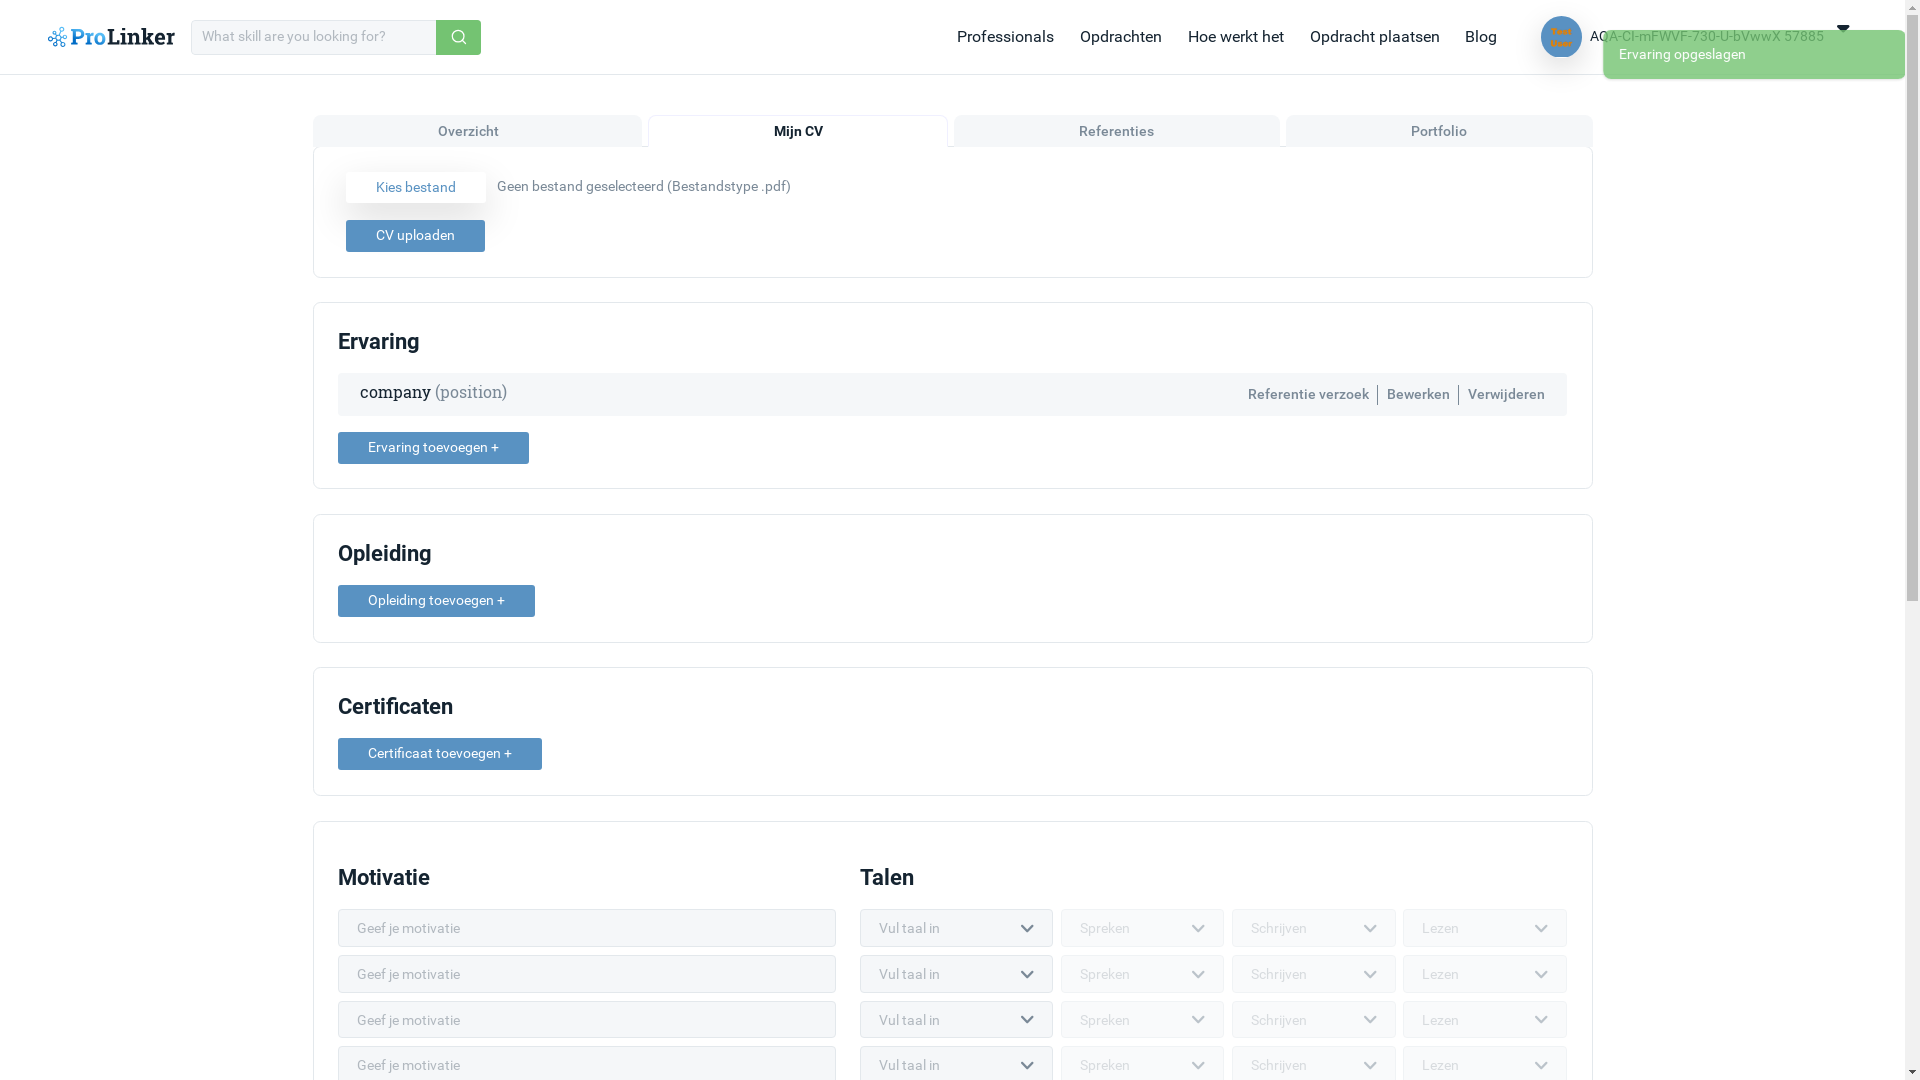 ProLinker
What skill are you looking for?
Professionals
Opdrachten
Hoe werkt het
Opdracht plaatsen
Blog
Test
User
AQA-CI-mFWVF-730-U-bVwwX 57885
Ervaring opgeslagen
Overzicht
Mijn CV
Referenties
Portfolio
Kies bestand
Geen bestand geselecteerd (Bestandstype .pdf)
CV uploaden
Ervaring
company (position)
Referentie verzoek
Bewerken
Verwijderen
Ervaring toevoegen +
Opleiding
Opleiding toevoegen +
Certificaten
Certificaat toevoegen +
Motivatie
Talen
Geef je motivatie
Vul taal in
Spreken
Schrijven
Lezen
Geef je motivatie
Vul taal in
Spreken
Schrijven
Lezen
Geef je motivatie
Vul taal in
Spreken
Schrijven
Lezen
Geef je motivatie
Vul taal in
Spreken
Schrijven
Lezen